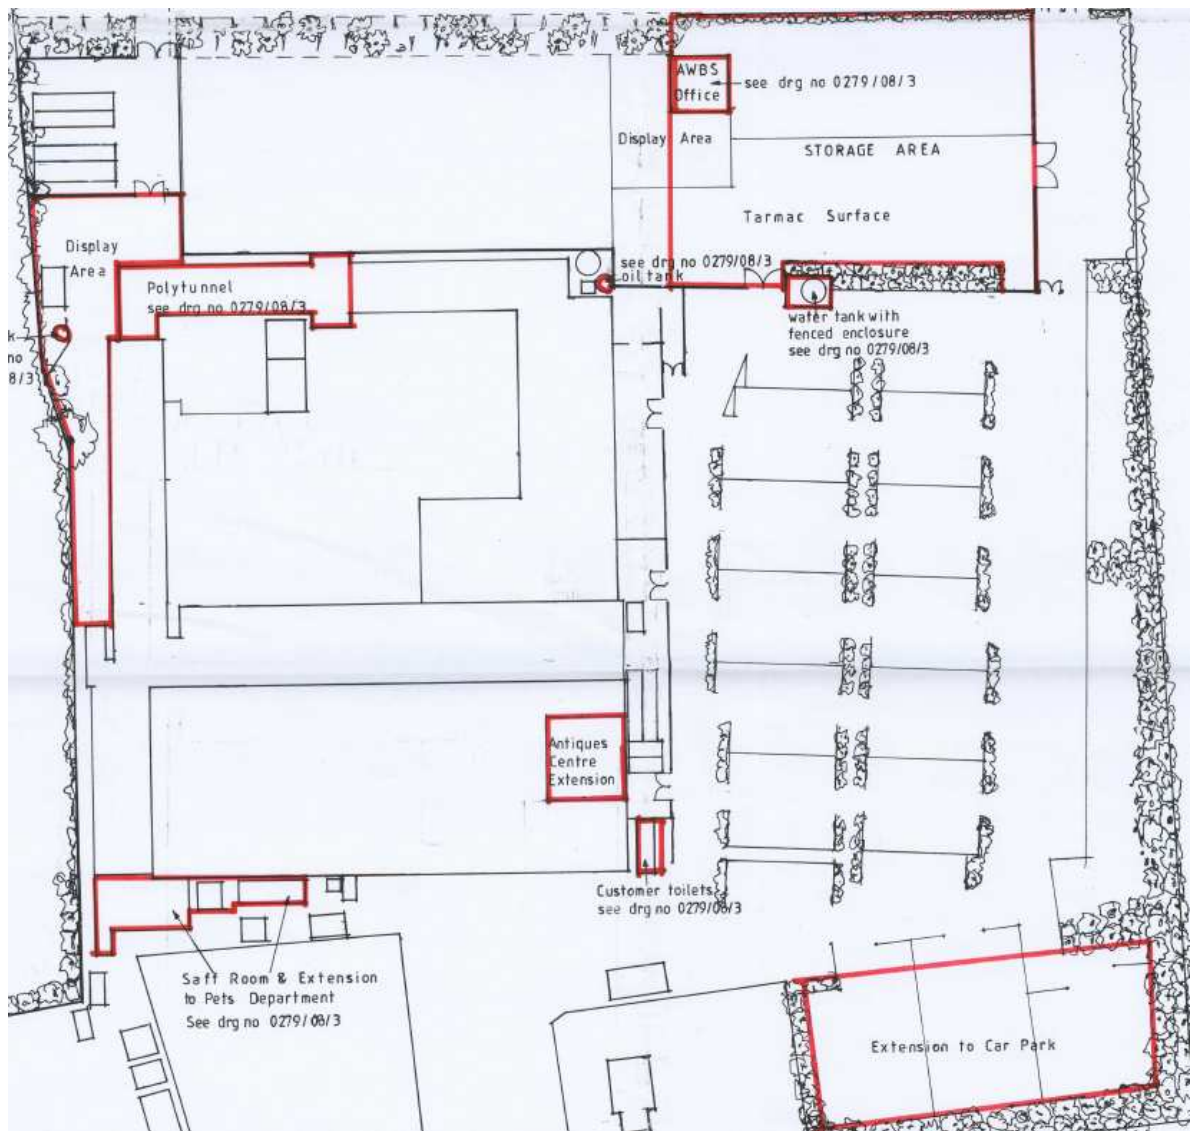 AWBS
Office
see drg no 0279/08/3
Display Area
STORAGE AREA
Tarmac Surface
Display
Area
see drg no 0279/08/3
oil tank
Polytunnel
see drg no 0279/08/3
water tank with
fenced enclosure
see drg no 0279/08/3
k
no
8/3
Antiques
Centre
Extension
Customer toilets
see drg no 0279/08/3
Saff Room & Extension
to Pets Department
See drg no 0279/08/3
Extension to Car Park